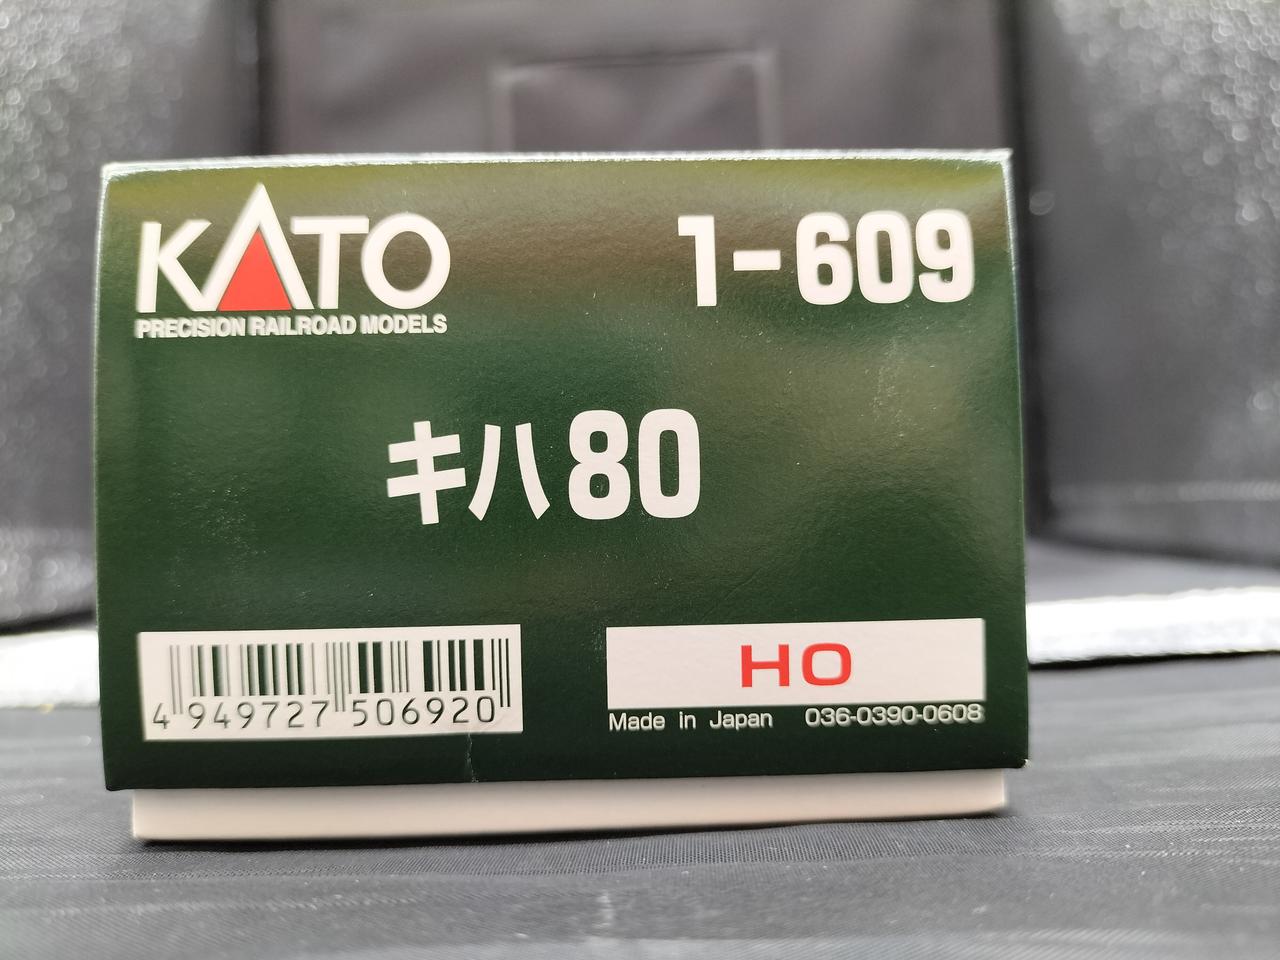 KATO 1-609
PRECISION RAILROAD MODELS
キハ80
4 949727 506920
HO
Made in Japan 036-0390-0608